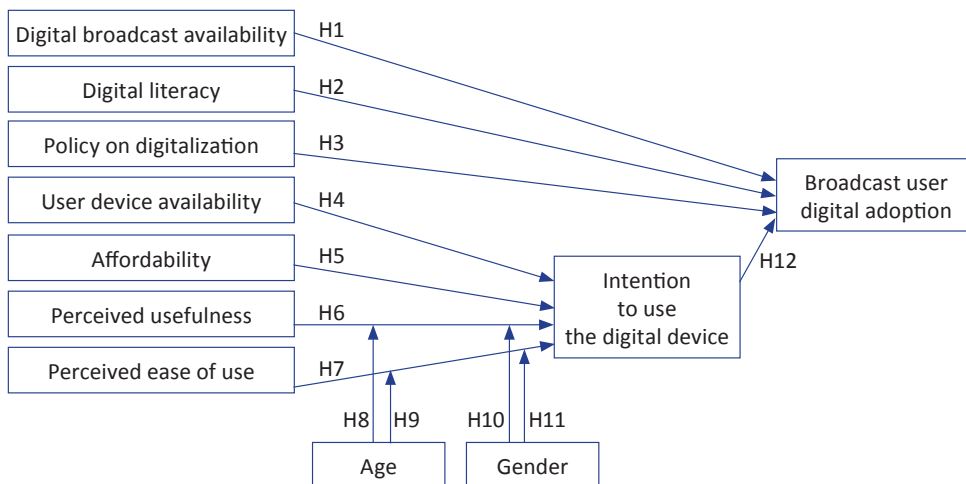 Digital broadcast availability
H1
Digital literacy
H2
Policy on digitalization
H3
User device availability
H4
Affordability
H5
Perceived usefulness
H6
Perceived ease of use
H7
Broadcast user
digital adoption
H12
Intention
to use
the digital device
H8
H9
H10
H11
Age
Gender